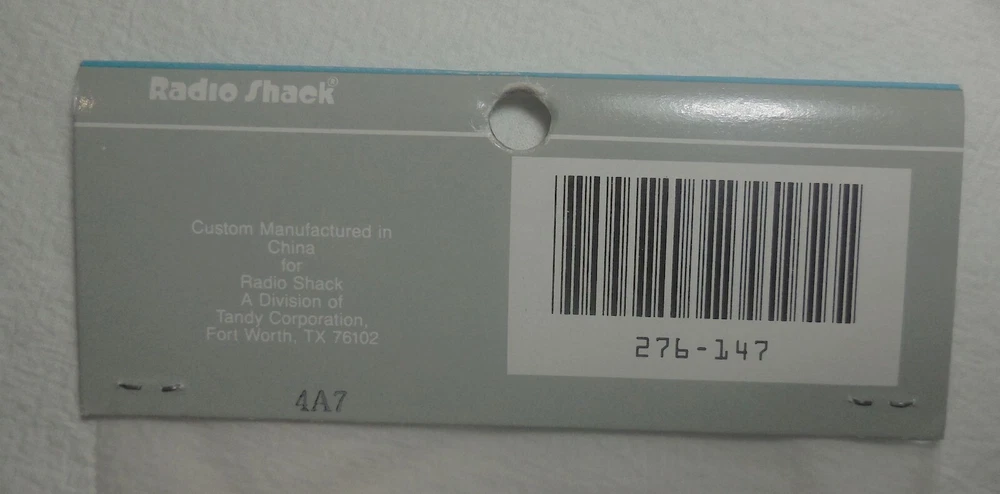 Radio Shack®
Custom Manufactured in
China
for
Radio Shack
A Division of
Tandy Corporation,
Fort Worth, TX 76102
4A7
276-147